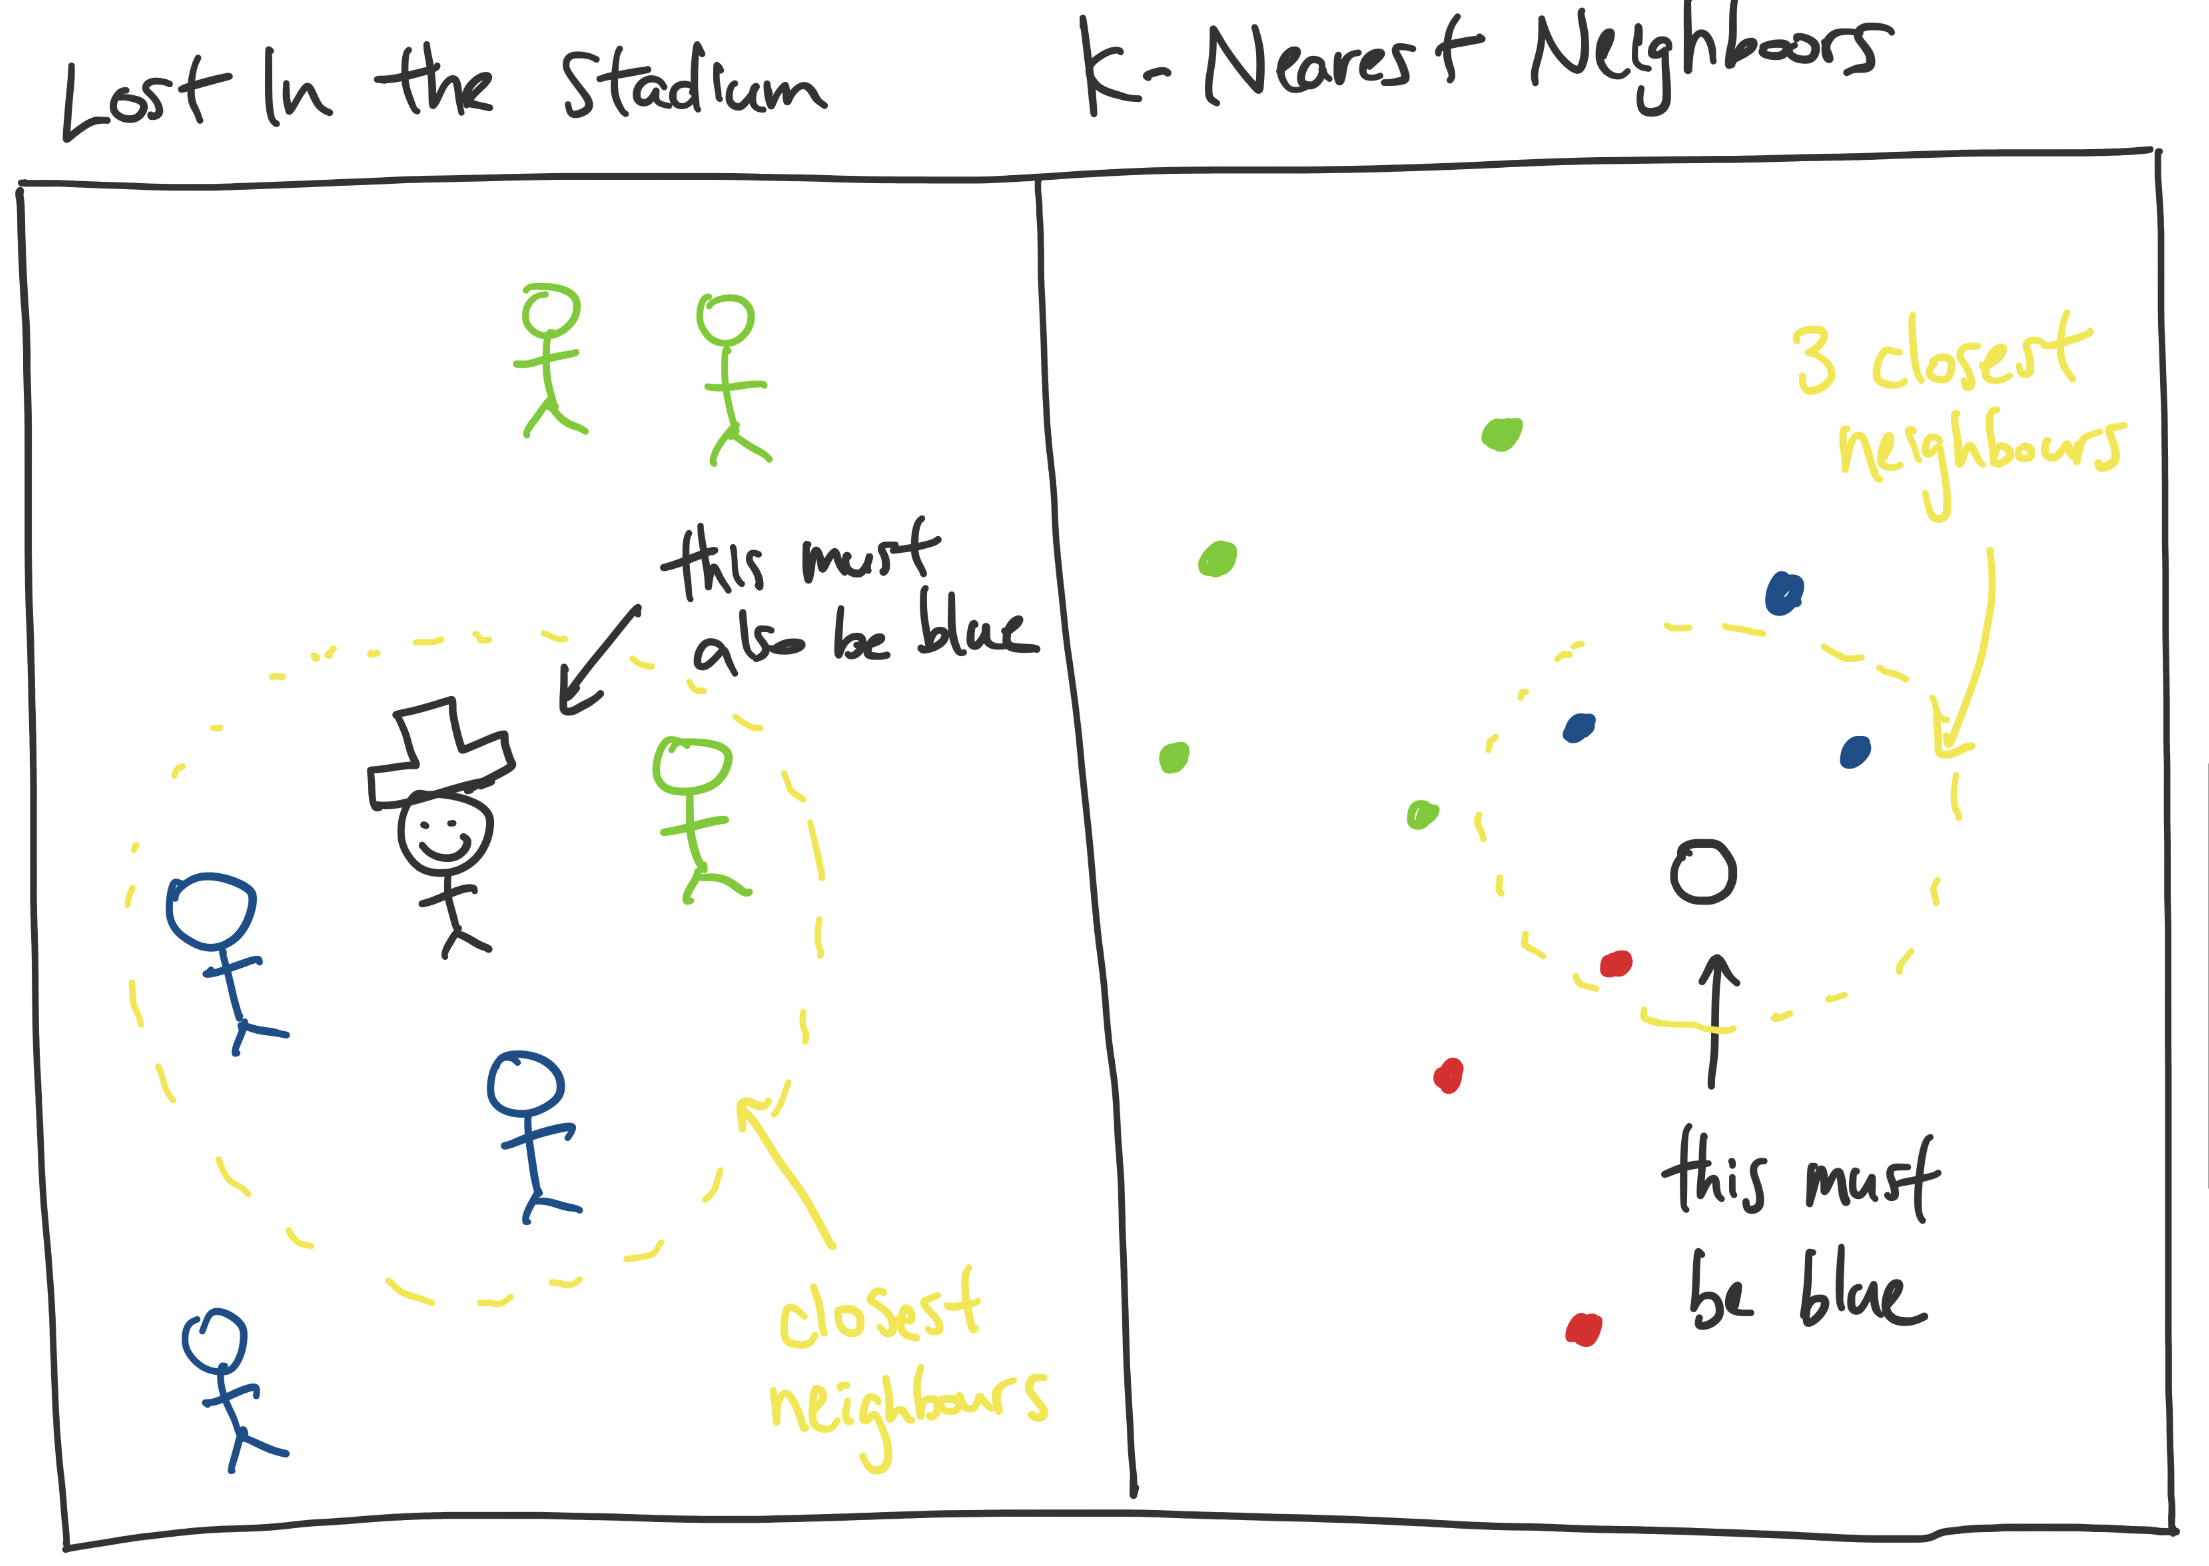 Lost In the Stadium
K-Nearest Neighbours
this must
also be blue
closest
neighbours
3 closest
neighbours
this must
be blue